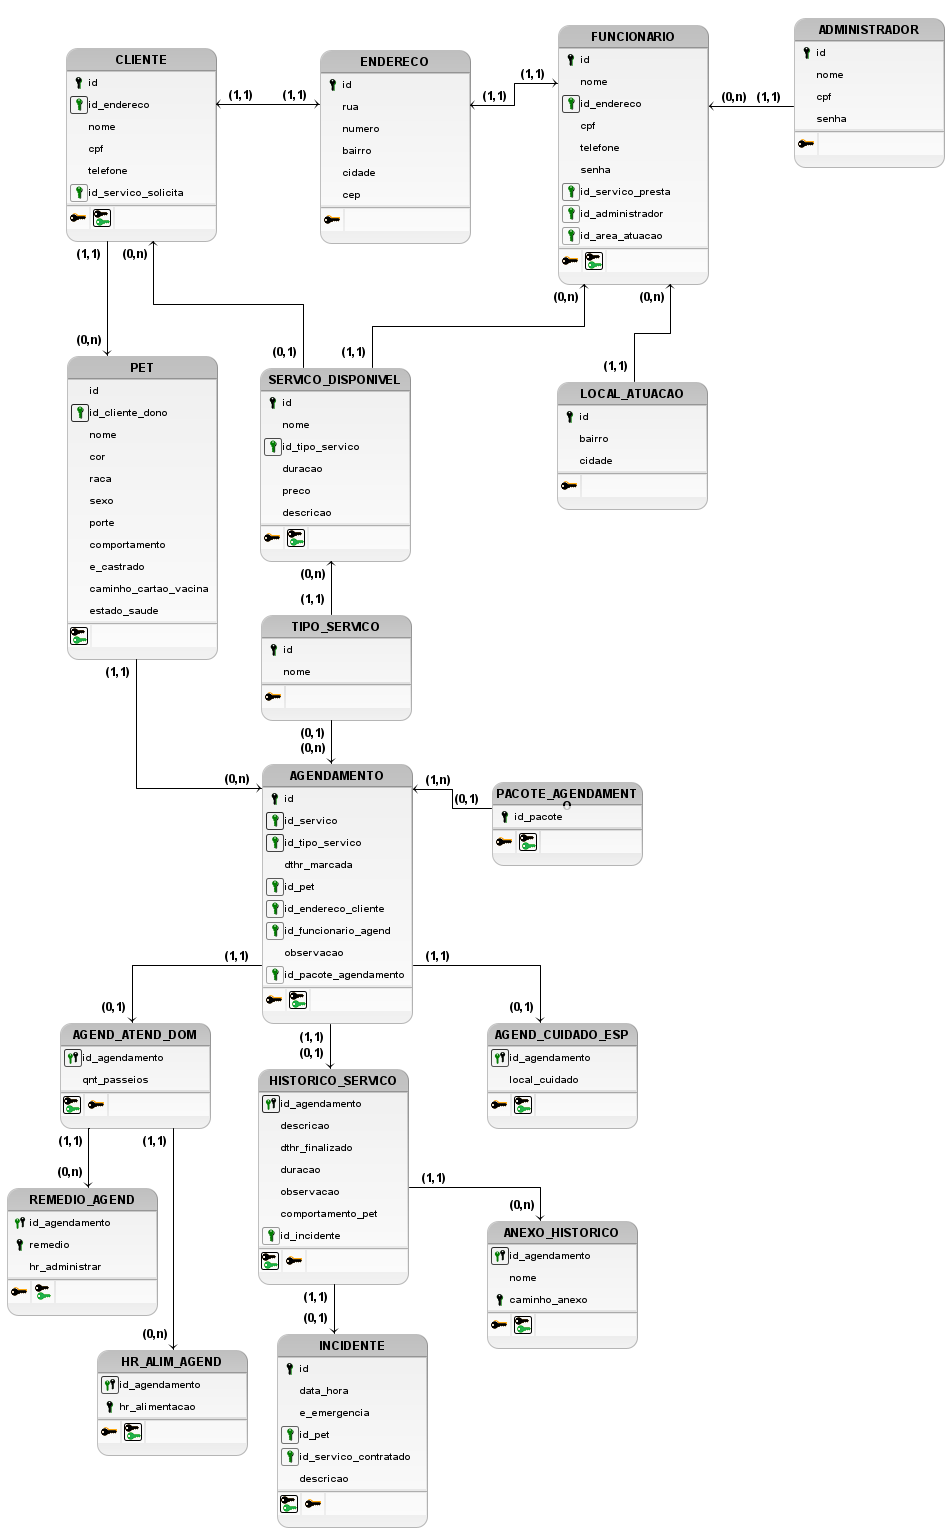 CLIENTE
id
id_endereco
nome
cpf
telefone
id_servico_solicita
(1,1)
(1,1)
ENDERECO
id
rua
numero
bairro
cidade
cep
(1,1)
(1,1)
FUNCIONARIO
id
nome
id_endereco
cpf
telefone
senha
id_servico_presta
id_administrador
id_area_atuacao
(0,n)
(1,1)
ADMINISTRADOR
id
nome
cpf
senha
(1,1)
(0,n)
(0,n)
(0,n)
(0,n)
(0,1)
(1,1)
(1,1)
PET
id
id_cliente_dono
nome
cor
raca
sexo
porte
comportamento
e_castrado
caminho_cartao_vacina
estado_saude
SERVICO_DISPONIVEL
id
nome
id_tipo_servico
duracao
preco
descricao
LOCAL_ATUACAO
id
bairro
cidade
(0,n)
(1,1)
TIPO_SERVICO
id
nome
(1,1)
(0,1)
(0,n)
(0,n)
AGENDAMENTO
id
id_servico
id_tipo_servico
dthr_marcada
id_pet
id_endereco_cliente
id_funcionario_agend
observacao
id_pacote_agendamento
(1,n)
(0,1)
PACOTE_AGENDAMENT
O
id_pacote
(1,1)
(1,1)
(0,1)
(0,1)
(1,1)
(0,1)
AGEND_ATEND_DOM
id_agendamento
qnt_passeios
AGEND_CUIDADO_ESP
id_agendamento
local_cuidado
HISTORICO_SERVICO
id_agendamento
descricao
dthr_finalizado
duracao
observacao
comportamento_pet
id_incidente
(1,1)
(1,1)
(0,n)
(1,1)
(0,n)
REMEDIO_AGEND
id_agendamento
remedio
hr_administrar
ANEXO_HISTORICO
id_agendamento
nome
caminho_anexo
(0,n)
(1,1)
(0,1)
HR_ALIM_AGEND
id_agendamento
hr_alimentacao
INCIDENTE
id
data_hora
e_emergencia
id_pet
id_servico_contratado
descricao